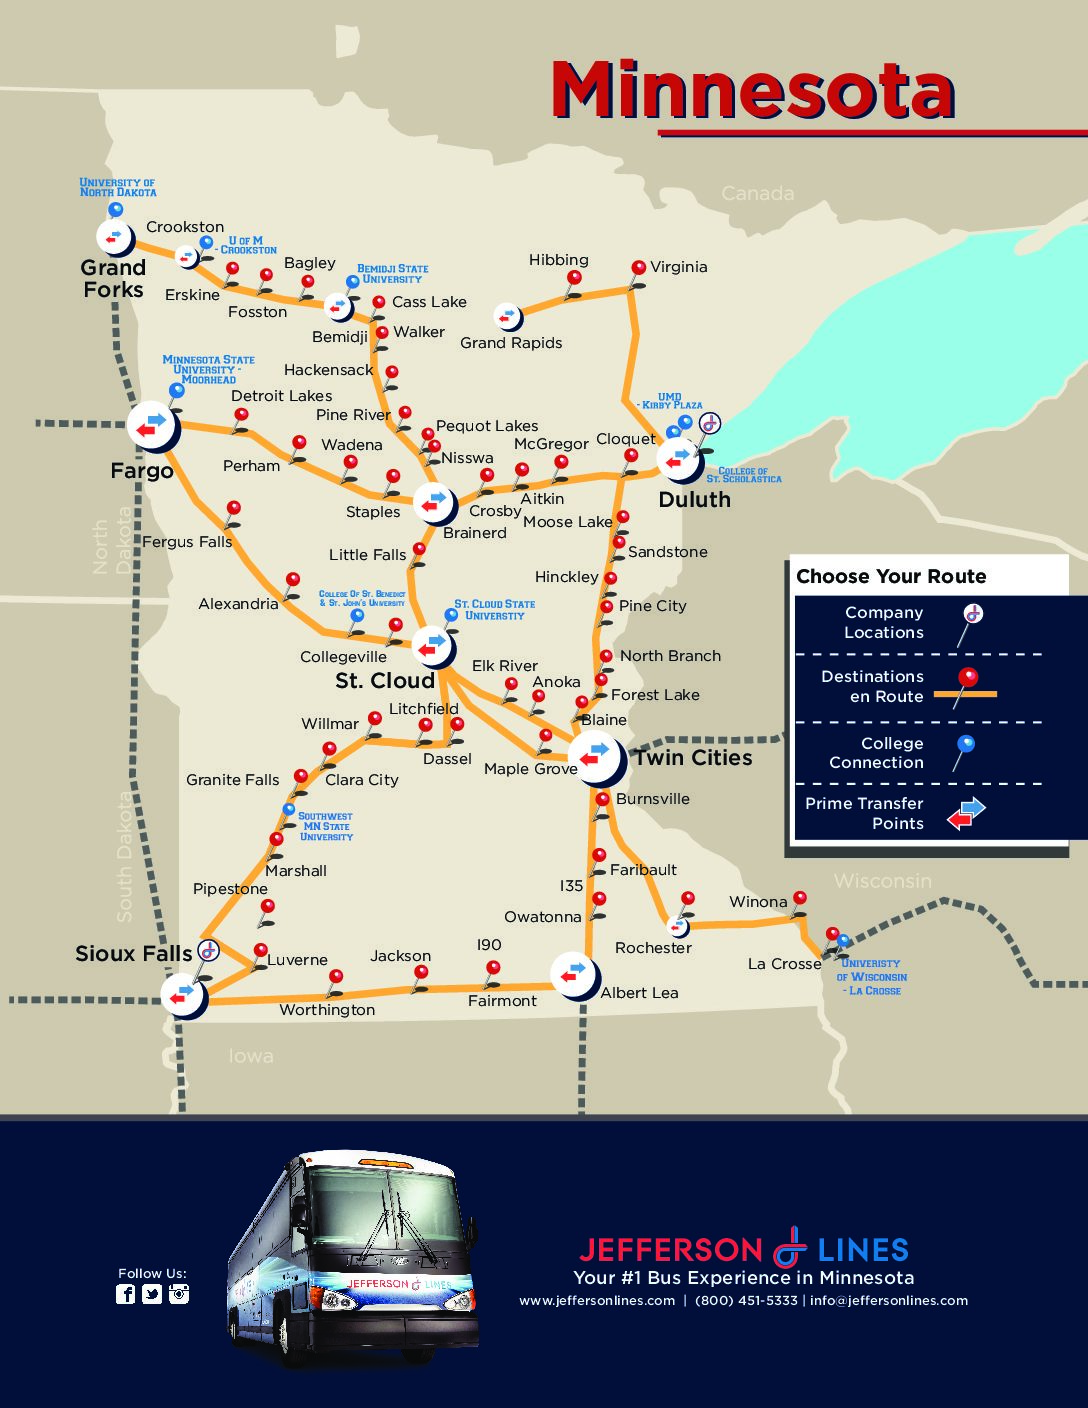 Minnesota
Canada
University of
North Dakota
Crookston
U of M
- Crookston
Grand
Forks
Erskine
Fosston
Bagley
Bemidji State
University
Bemidji
Cass Lake
Walker
Hackensack
Pine River
Pequot Lakes
Nisswa
Hibbing
Virginia
Grand Rapids
Minnesota State
University -
Moorhead
Detroit Lakes
Fargo
Perham
Wadena
Staples
Brainerd
Crosby
Aitkin
McGregor
Cloquet
UMD
- Kirby Plaza
College of
St. Scholastica
Duluth
North
Dakota
Fergus Falls
Alexandria
Little Falls
College Of St. Benedict
& St. John's University
St. Cloud State
Universtiy
Collegeville
St. Cloud
Moose Lake
Sandstone
Hinckley
Pine City
North Branch
Forest Lake
Blaine
Elk River
Anoka
Maple Grove
Twin Cities
Willmar
Litchfield
Dassel
Clara City
Granite Falls
Southwest
MN State
University
Marshall
Pipestone
South Dakota
Sioux Falls
Luverne
Worthington
Jackson
I90
Fairmont
Albert Lea
Burnsville
Faribault
I35
Owatonna
Rochester
Winona
La Crosse
Univeristy
of Wisconsin
- La Crosse
Wisconsin
Iowa
Choose Your Route
Company
Locations
Destinations
en Route
College
Connection
Prime Transfer
Points
Follow Us:
JEFFERSON LINES
JEFFERSON LINES
Your #1 Bus Experience in Minnesota
www.jeffersonlines.com | (800) 451-5333 | info@jeffersonlines.com